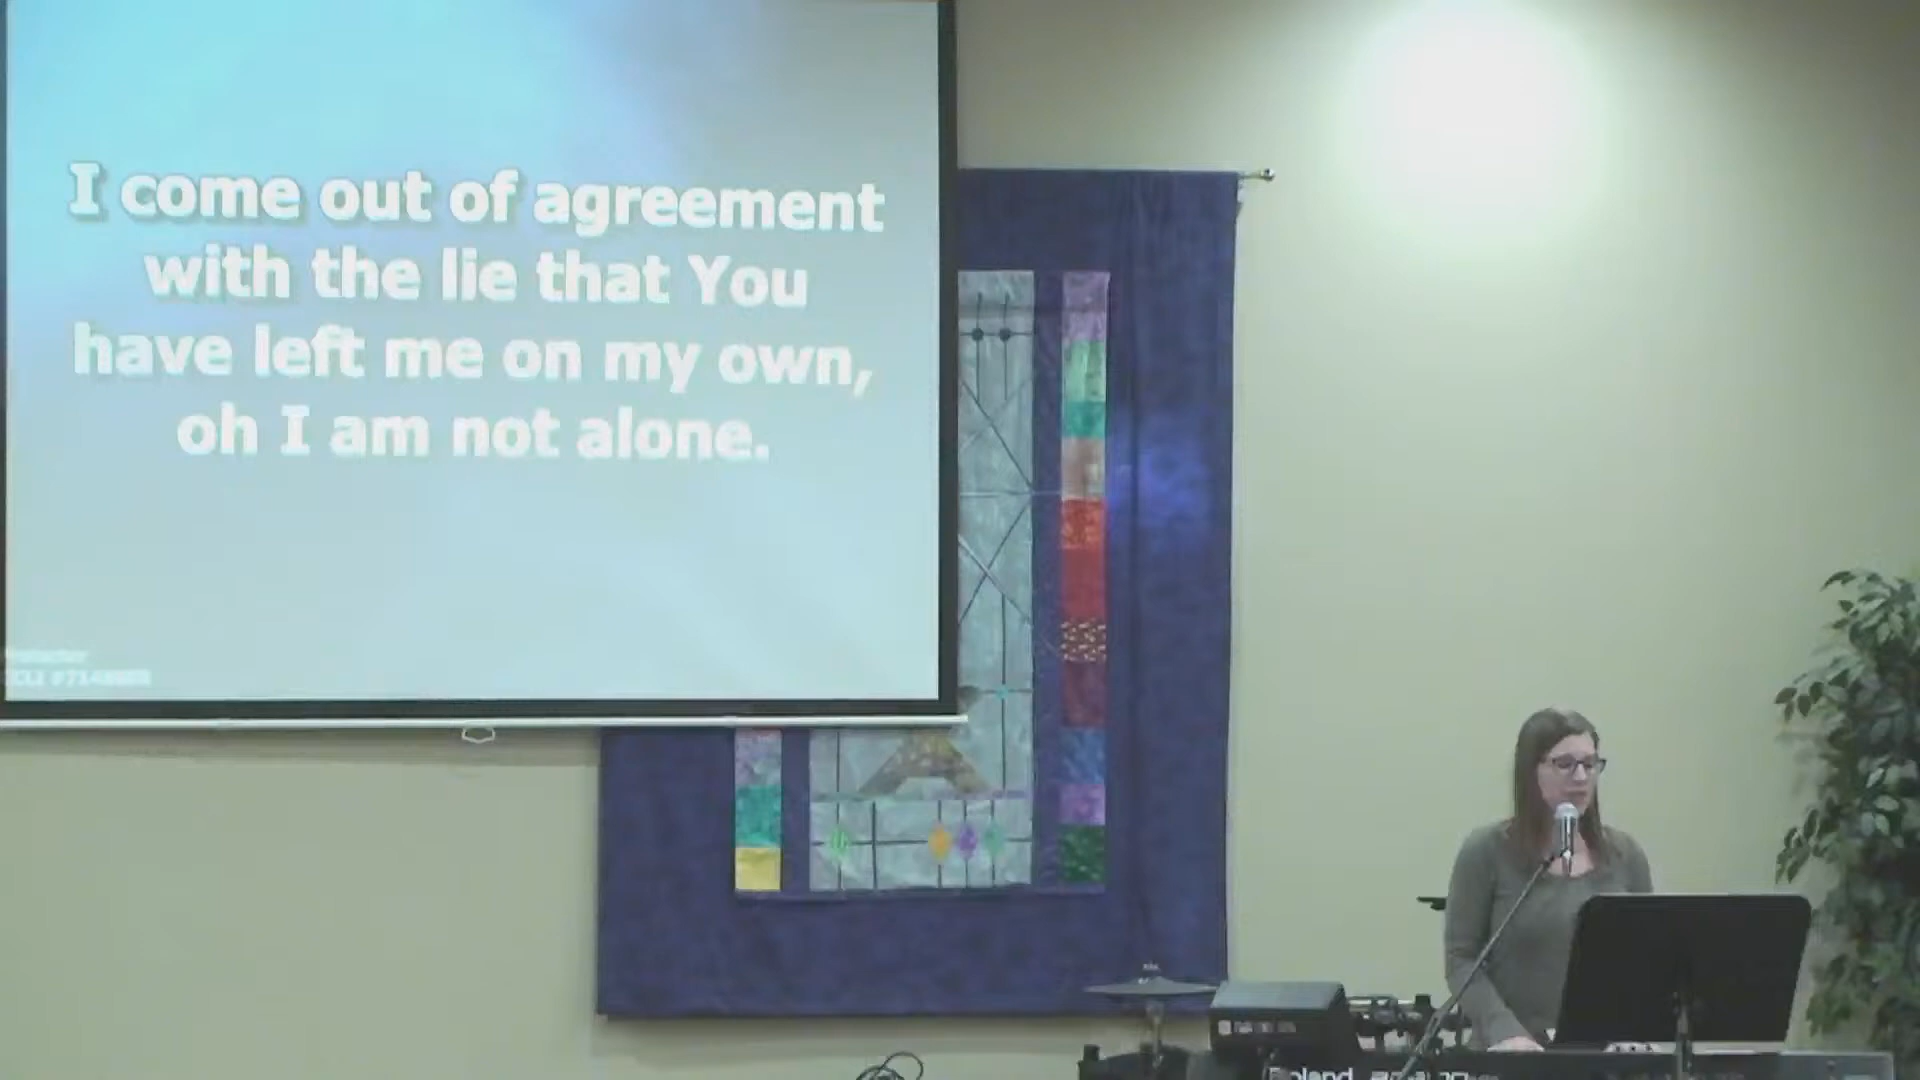 I come out of agreement
with the lie that You
have left me on my own,
oh I am not alone.
Roland